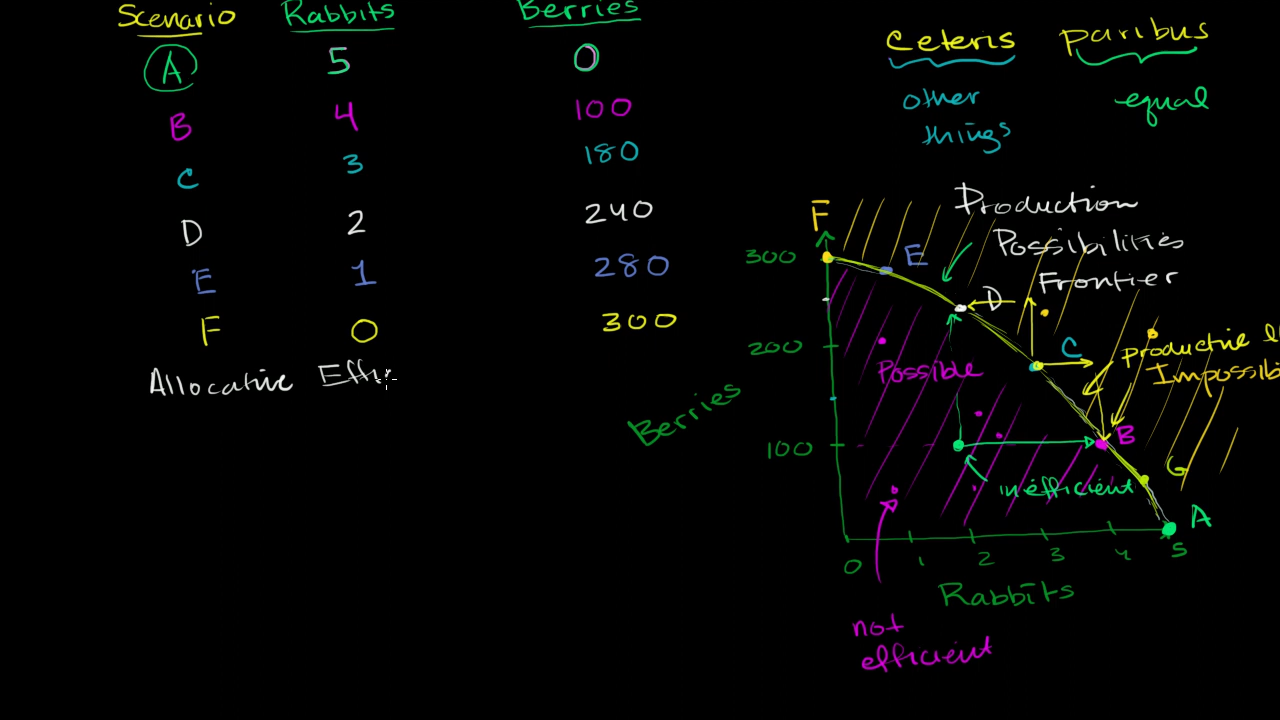 Scenario Rabbits Berries
A 5 0
B 4 100
C 3 180
D 2 240
E 1 280
F 0 300
Allocative Effi
Ceteris Paribus
other things
equal
Production
Possibilities
Frontier
F
300
E
D
C
200
Possible
productive
Impossib
Berries
100
B
G
inefficient
A
0 1 2 3 4 5
Rabbits
not
efficient